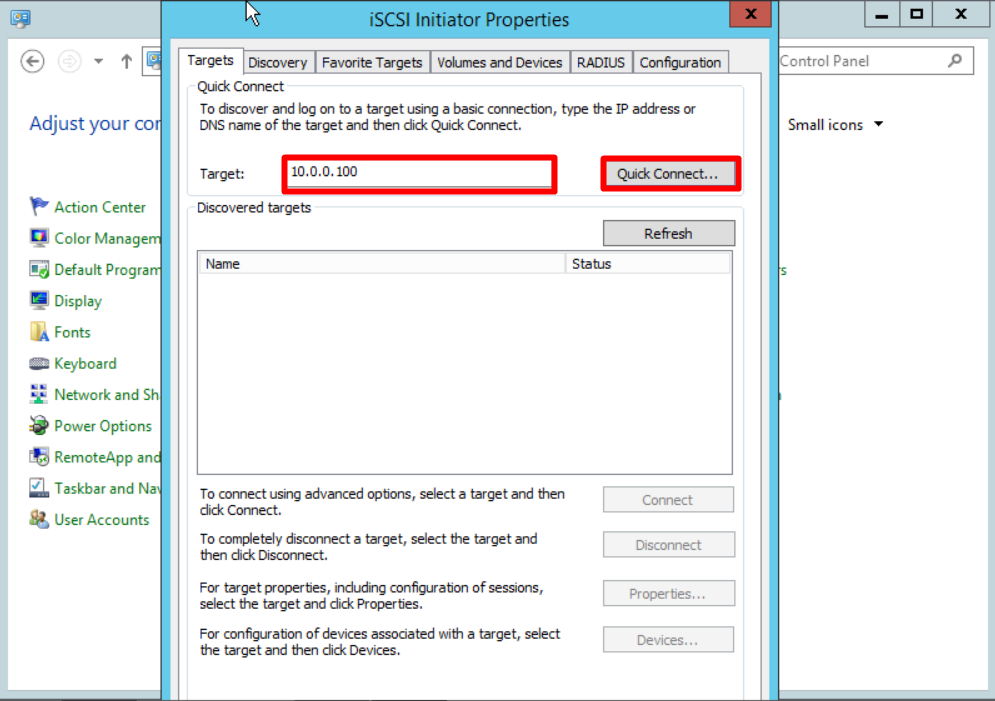 iSCSI Initiator Properties
Control Panel
Targets Discovery Favorite Targets Volumes and Devices RADIUS Configuration
Quick Connect
To discover and log on to a target using a basic connection, type the IP address or
DNS name of the target and then click Quick Connect.
Target: 10.0.0.100 Quick Connect...
Discovered targets
Refresh
Name Status
To connect using advanced options, select a target and then
click Connect.
Connect
To completely disconnect a target, select the target and
then click Disconnect.
Disconnect
For target properties, including configuration of sessions,
select the target and click Properties.
Properties...
For configuration of devices associated with a target, select
the target and then click Devices.
Devices...
Adjust your
Small icons
Action Center
Color Managem
Default Program
Display
Fonts
Keyboard
Network and Sh
Power Options
RemoteApp and
Taskbar and Nav
User Accounts